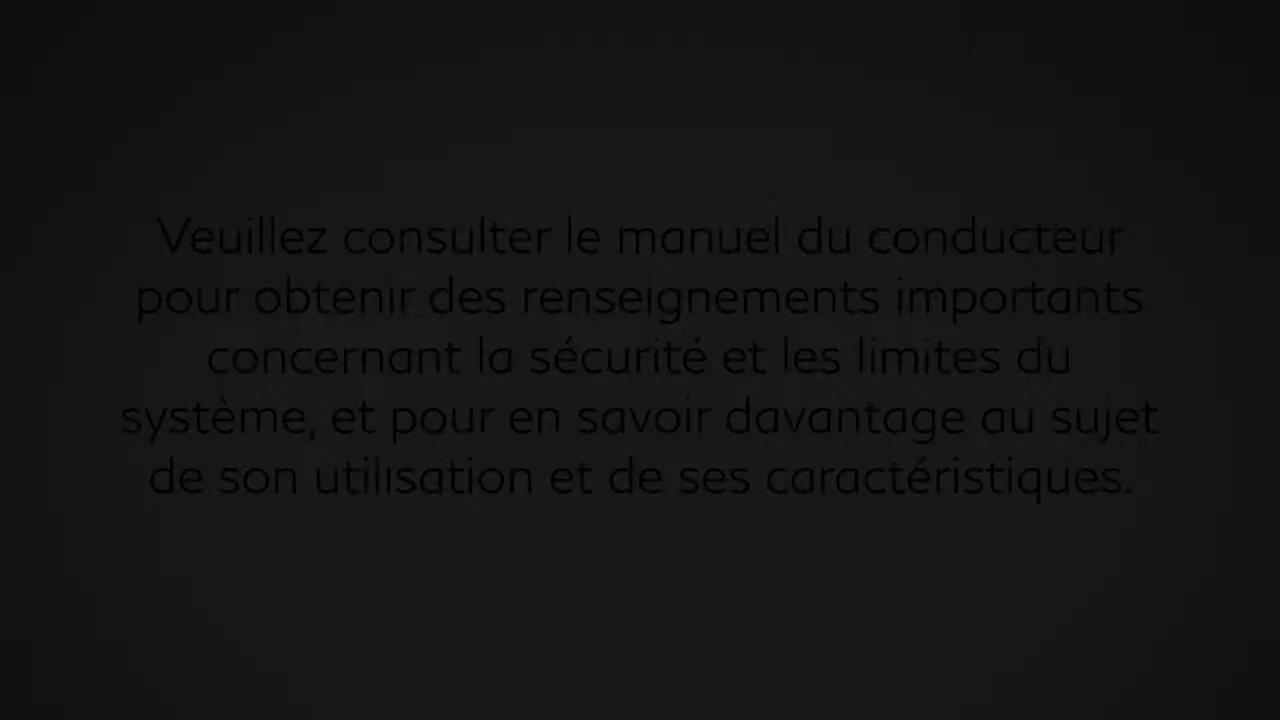 Veuillez consulter le manuel du conducteur
pour obtenir des renseignements importants
concernant la sécurité et les limites du
système, et pour en savoir davantage au sujet
de son utilisation et de ses caractéristiques.